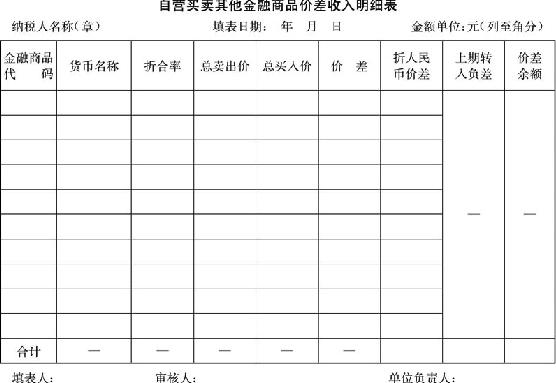 自营买卖其他金融商品价差收入明细表
纳税人名称(章) 填表日期: 年 月 日 金额单位:元(列至角分)
金融商品代码 货币名称 折合率 总卖出价 总买入价 价差 折人民币价差 上期转入负差 价差余额
— —
合计 — — — — —
填表人: 审核人: 单位负责人: